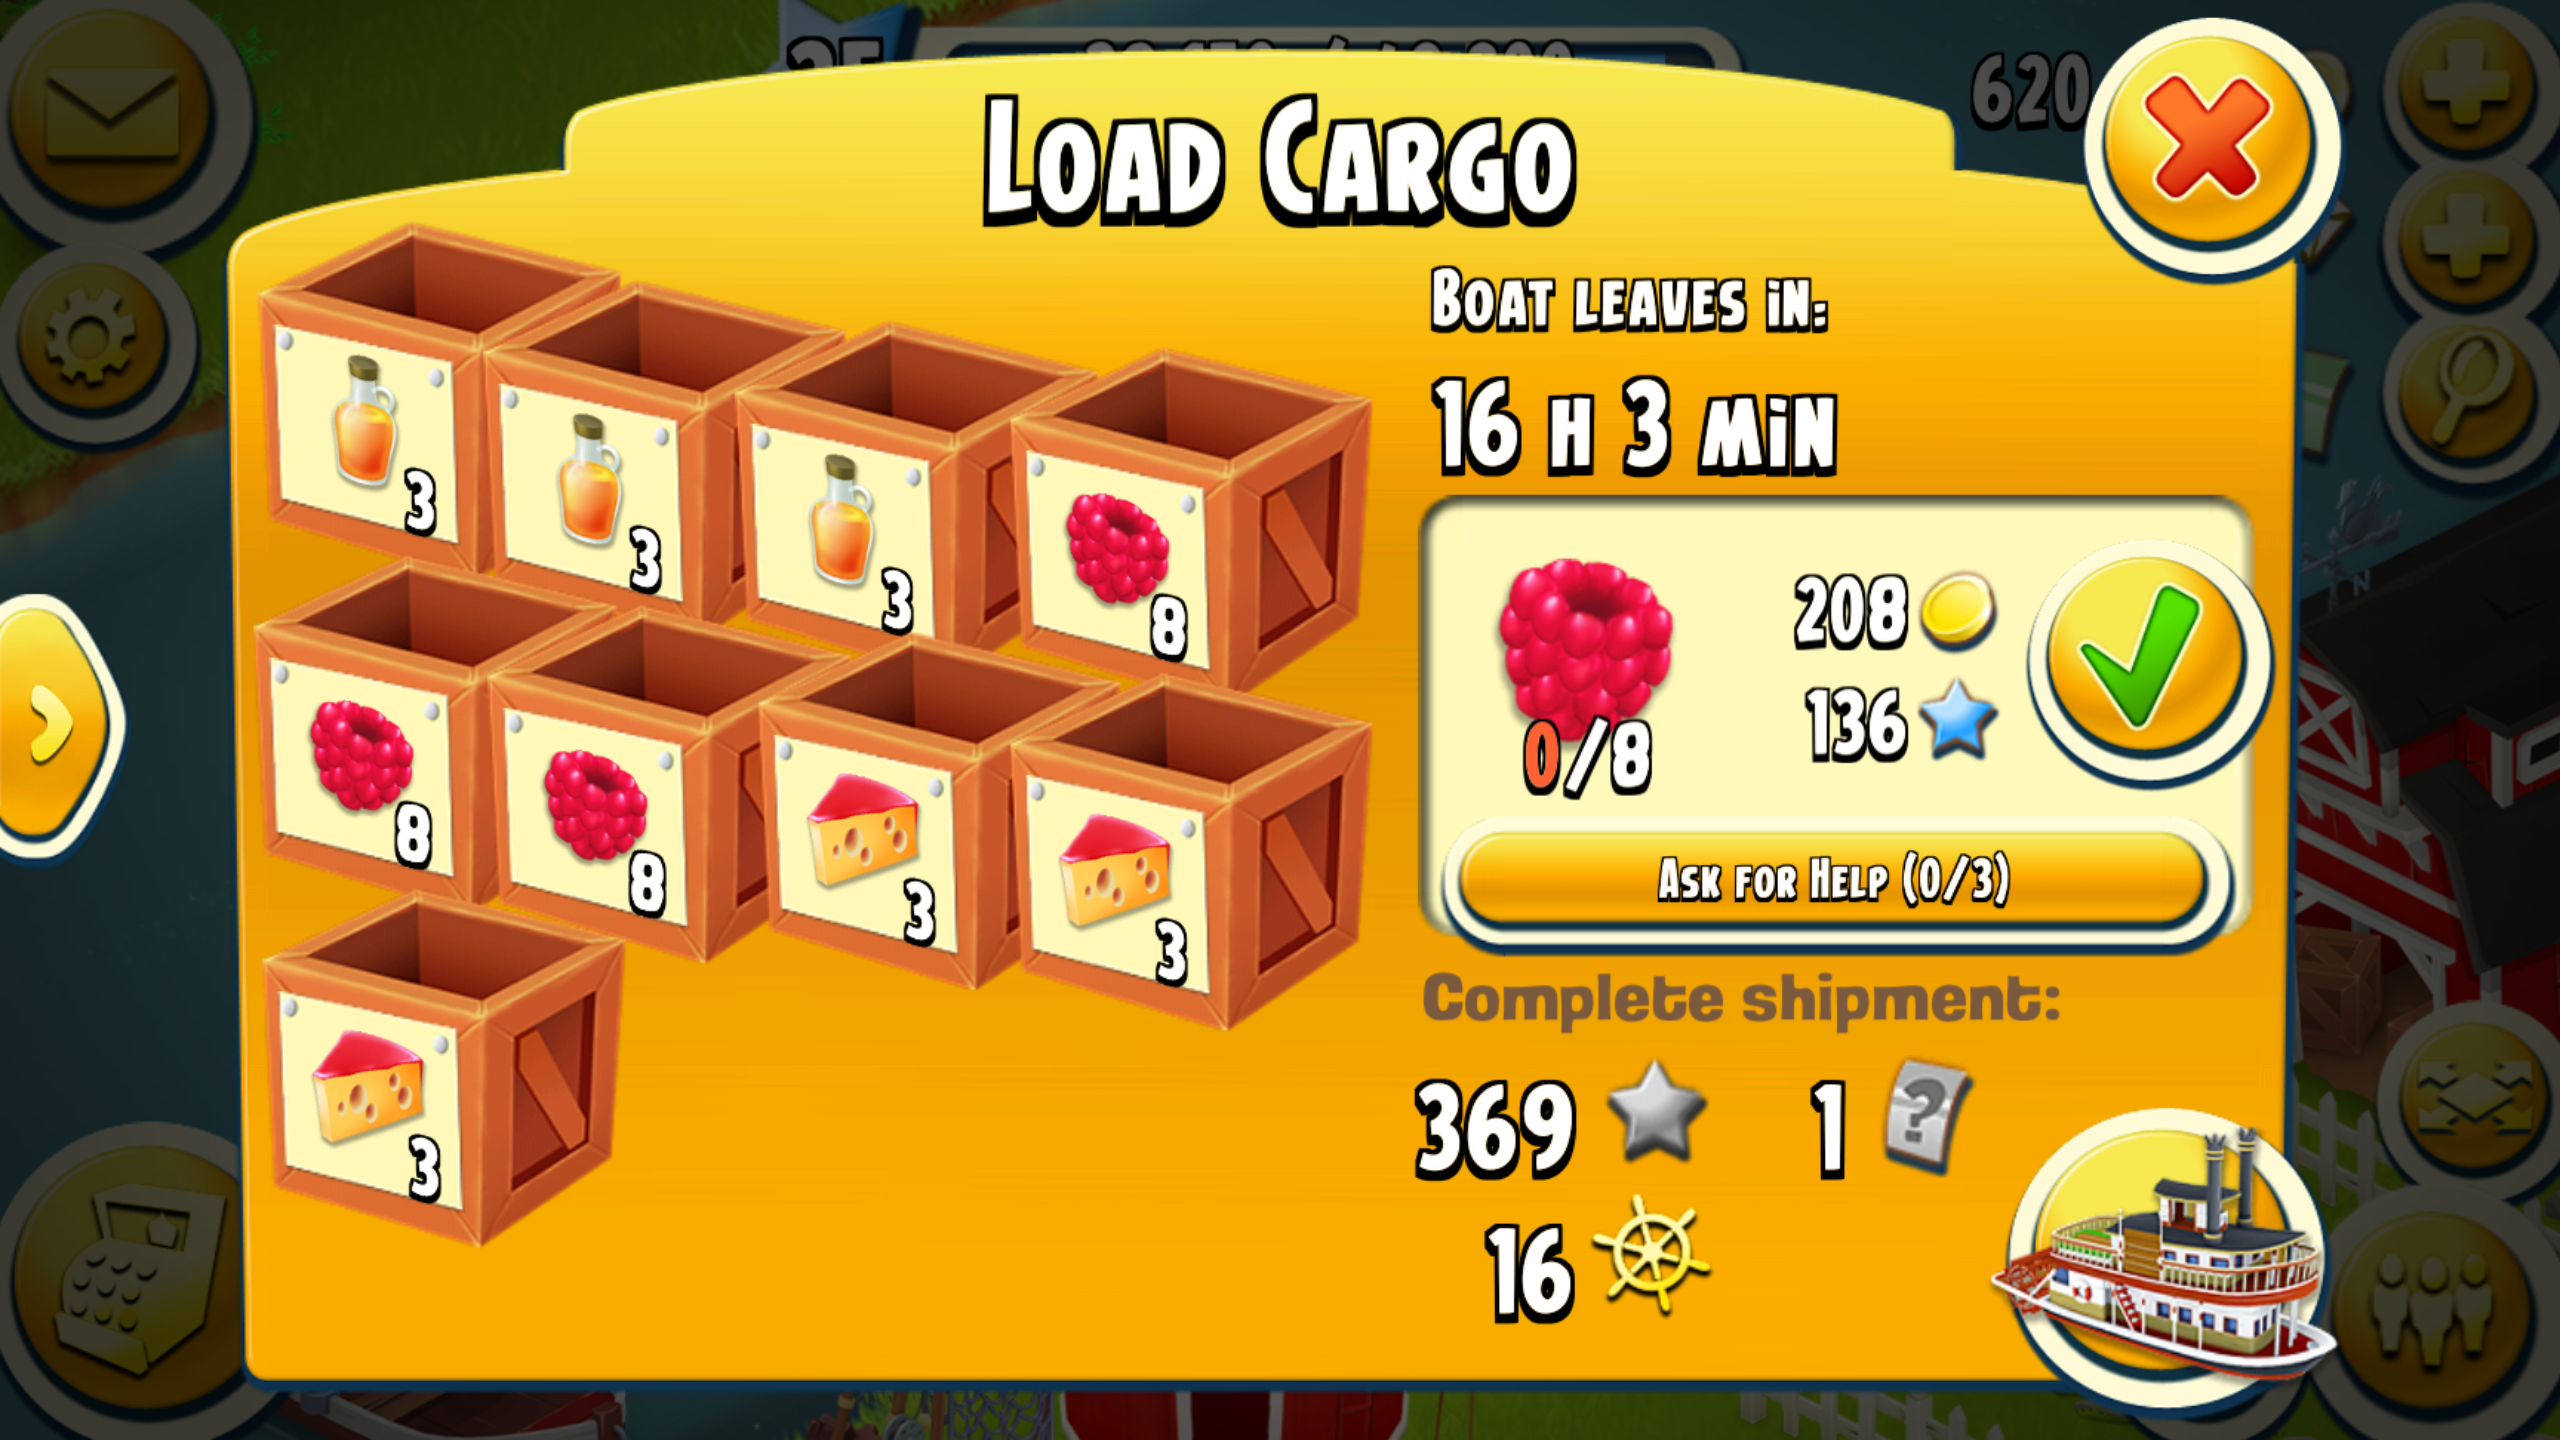 620
LOAD CARGO
BOAT LEAVES IN:
16 H 3 MIN
3
3
3
8
8
8
3
3
3
208
136
0/8
ASK FOR HELP (0/3)
Complete shipment:
369
1
?
16
N